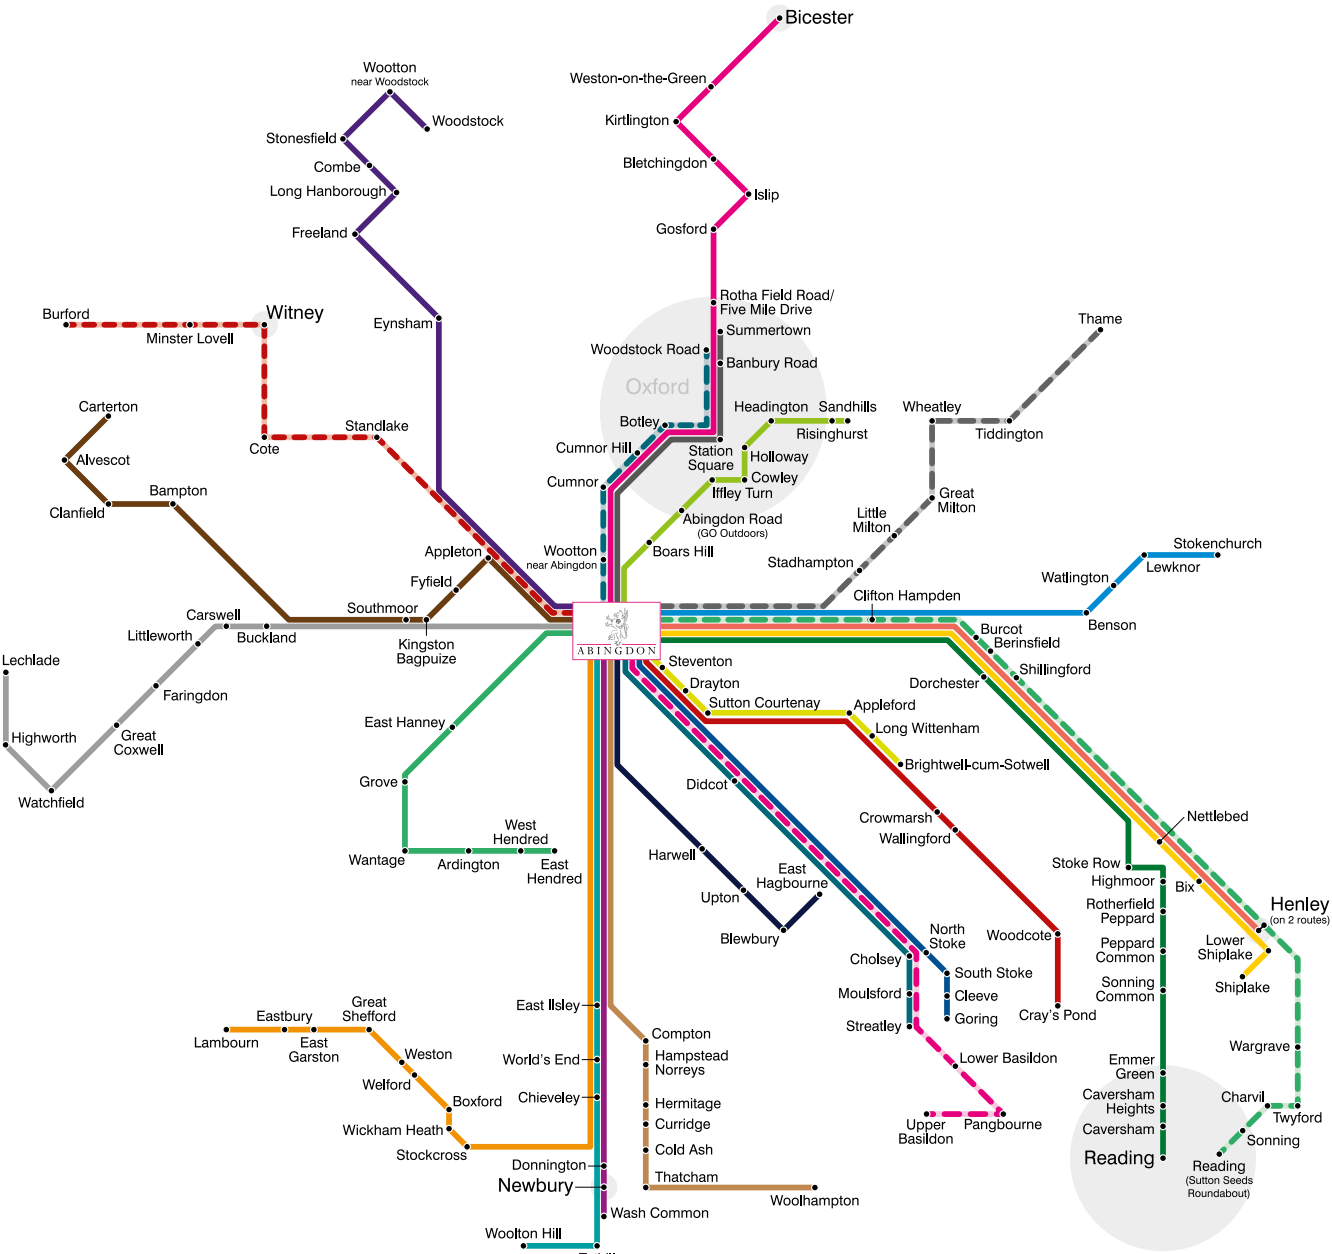 Bicester
Weston-on-the-Green
Kirtlington
Bletchingdon
Islip
Gosford
Wootton
near Woodstock
Woodstock
Stonesfield
Combe
Long Hanborough
Freeland
Eynsham
Rotha Field Road/
Five Mile Drive
Summertown
Woodstock Road
Banbury Road
Oxford
Burford
Minster Lovell
Witney
Cote
Standlake
Thame
Tiddington
Wheatley
Great
Milton
Little
Milton
Stadhampton
Headington
Sandhills
Risinghurst
Holloway
Cowley
Iffley Turn
Station
Square
Botley
Cumnor Hill
Cumnor
Abingdon Road
(GO Outdoors)
Boars Hill
Wootton
near Abingdon
Carterton
Alvescot
Clanfield
Bampton
Appleton
Fyfield
Southmoor
Kingston
Bagpuize
Carswell
Buckland
Littleworth
Lechlade
Faringdon
Highworth
Great
Coxwell
Watchfield
Stokenchurch
Lewknor
Watlington
Benson
Clifton Hampden
ABINGDON
Burcot
Berinsfield
Shillingford
Dorchester
Steventon
Drayton
Sutton Courtenay
Appleford
Long Wittenham
Brightwell-cum-Sotwell
East Hanney
Grove
Wantage
Ardington
West
Hendred
East
Hendred
Didcot
Crowmarsh
Wallingford
Nettlebed
Harwell
Upton
East
Hagbourne
Blewbury
Stoke Row
Highmoor
Bix
Rotherfield
Peppard
Peppard
Common
Sonning
Common
Henley
(on 2 routes)
Lower
Shiplake
Shiplake
Woodcote
Cray's Pond
North
Stoke
Cholsey
South Stoke
Moulsford
Cleeve
Streatley
Goring
Lower Basildon
Upper
Basildon
Pangbourne
East Ilsley
Great
Shefford
Eastbury
Lambourn
East
Garston
Weston
Welford
Boxford
Wickham Heath
Stockcross
World's End
Chieveley
Compton
Hampstead
Norreys
Hermitage
Curridge
Cold Ash
Thatcham
Woolhampton
Donnington
Newbury
Wash Common
Woolton Hill
Emmer
Green
Caversham
Heights
Caversham
Reading
Wargrave
Charvil
Twyford
Sonning
Reading
(Sutton Seeds
Roundabout)